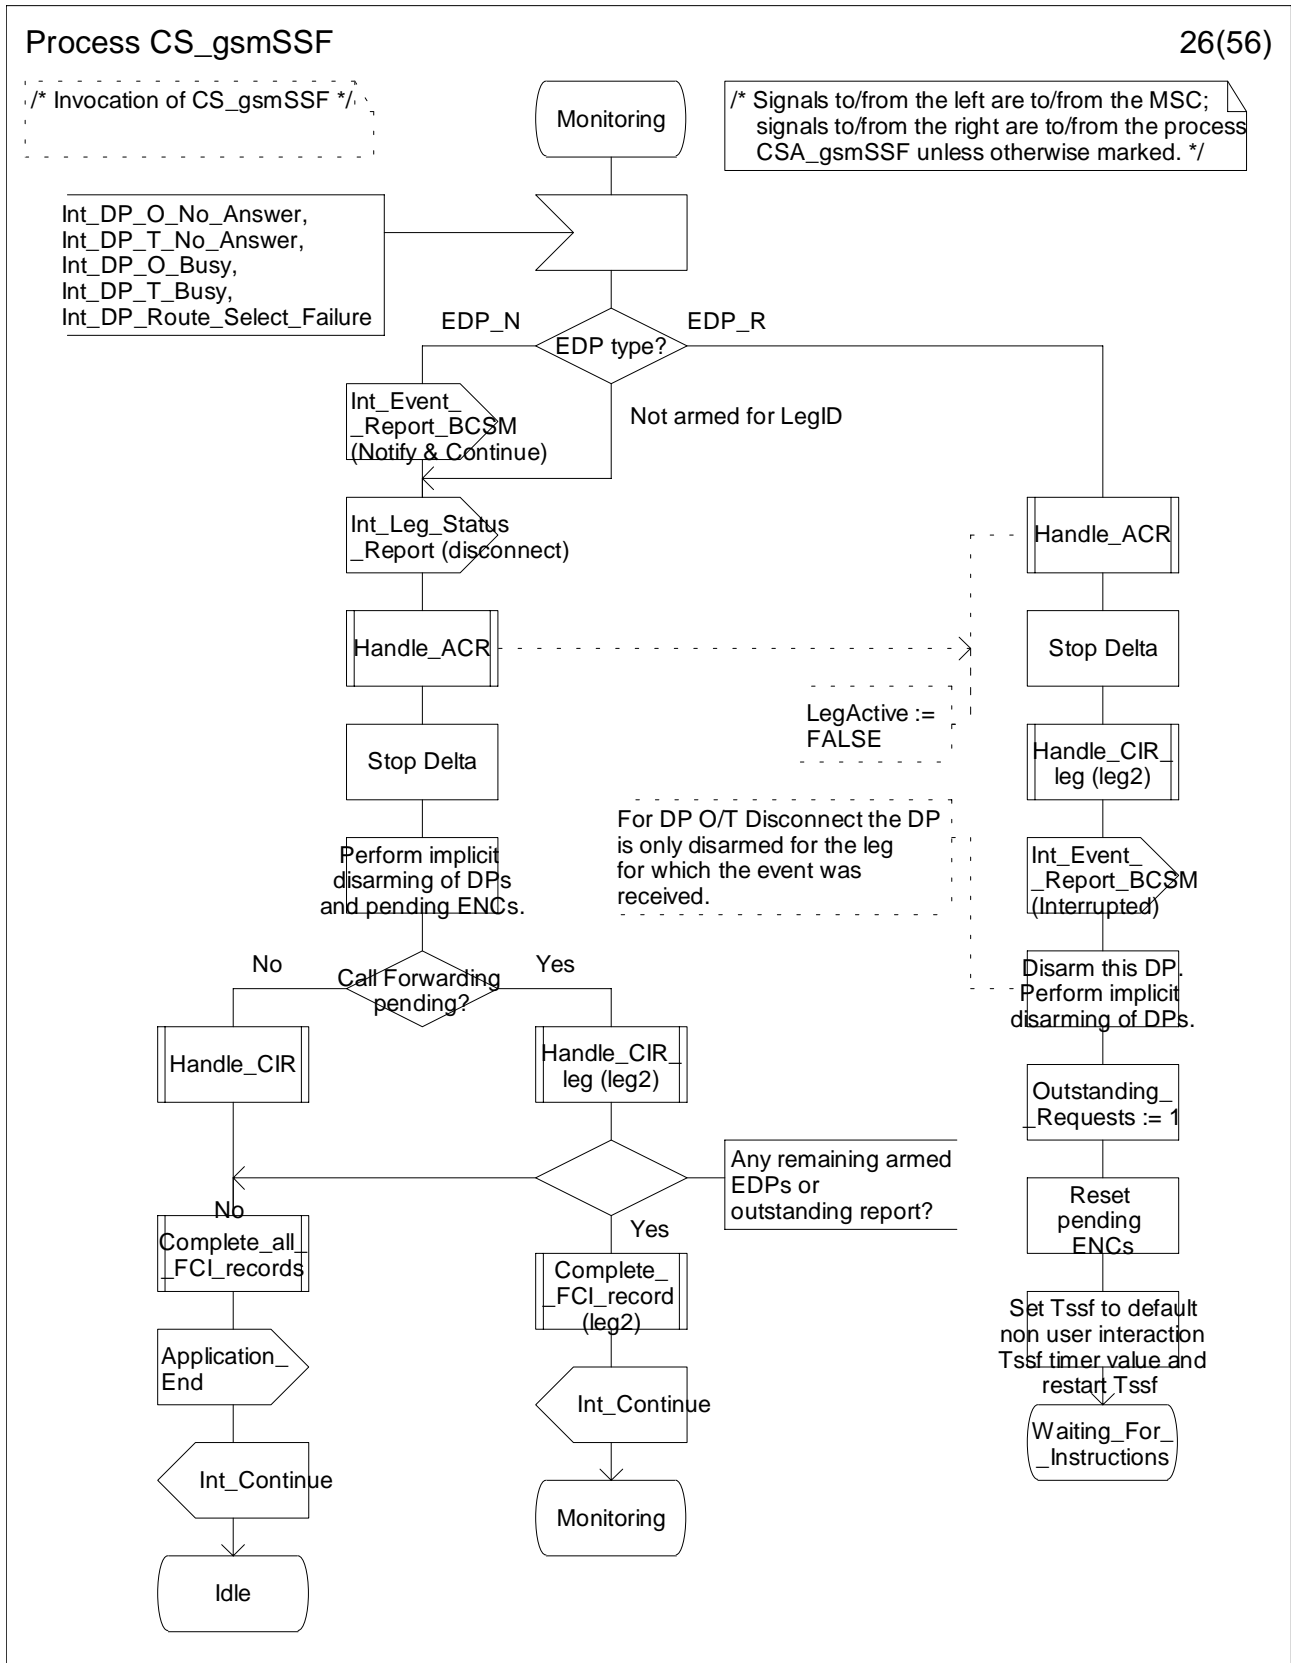 Process CS_gsmSSF
26(56)
/* Invocation of CS_gsmSSF */
Monitoring
/* Signals to/from the left are to/from the MSC;
signals to/from the right are to/from the process
CSA_gsmSSF unless otherwise marked. */
Int_DP_O_No_Answer,
Int_DP_T_No_Answer,
Int_DP_O_Busy,
Int_DP_T_Busy,
Int_DP_Route_Select_Failure
EDP_N
EDP_R
EDP type?
Int_Event_
_Report_BCSM
(Notify & Continue)
Not armed for LegID
Int_Leg_Status
_Report (disconnect)
Handle_ACR
Handle_ACR
Stop Delta
LegActive :=
FALSE
Stop Delta
Handle_CIR_
leg (leg2)
For DP O/T Disconnect the DP
is only disarmed for the leg
for which the event was
received.
Perform implicit
disarming of DPs
and pending ENCs.
Int_Event_
_Report_BCSM
(Interrupted)
No
Call Forwarding
pending?
Yes
Disarm this DP.
Perform implicit
disarming of DPs.
Handle_CIR
Handle_CIR_
leg (leg2)
Outstanding_
_Requests := 1
Any remaining armed
EDPs or
outstanding report?
No
Yes
Reset
pending
ENCs
Complete_all_
_FCI_records
Complete_
_FCI_record
(leg2)
Set Tssf to default
non user interaction
Tssf timer value and
restart Tssf
Application_
End
Int_Continue
Waiting_For_
_Instructions
Int_Continue
Monitoring
Idle